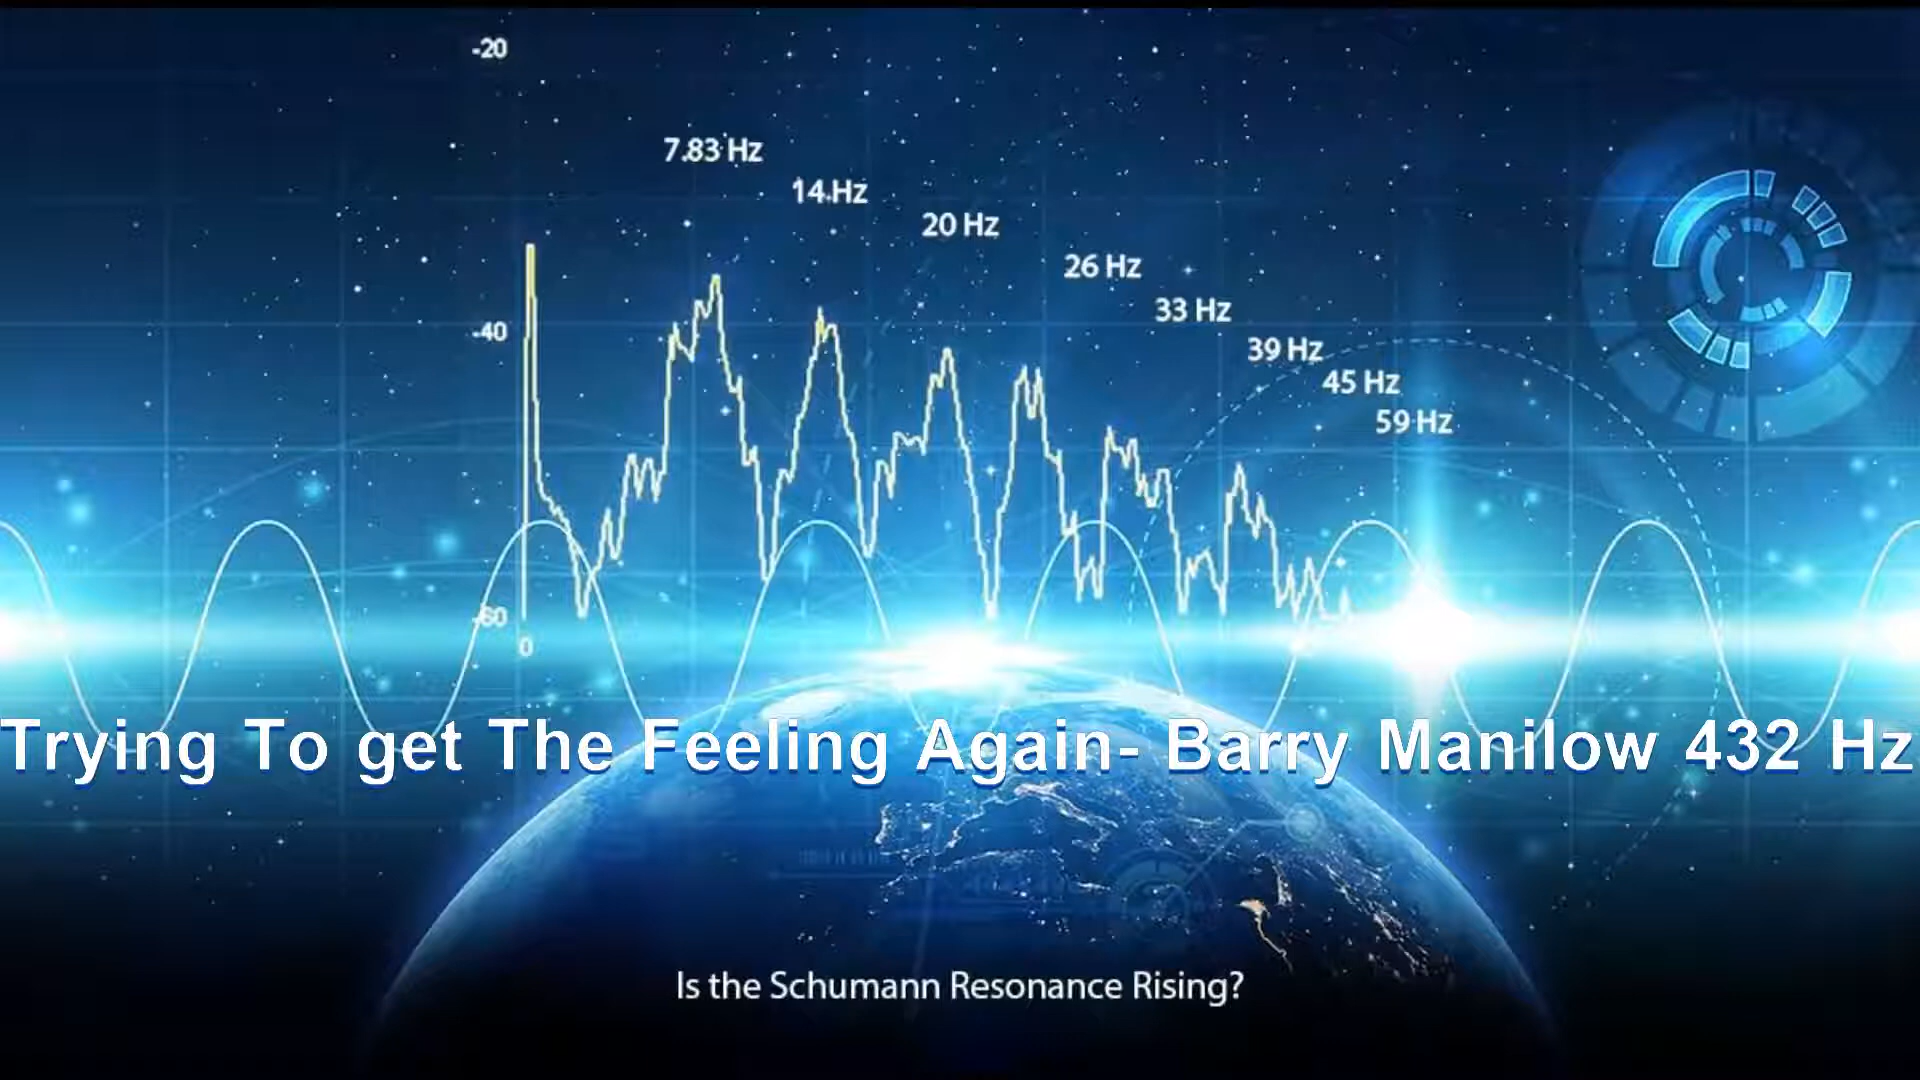 -20
7.83 Hz
14 Hz
20 Hz
26 Hz
33 Hz
-40
39 Hz
45 Hz
59 Hz
-60
0
Trying To get The Feeling Again- Barry Manilow 432 Hz
Is the Schumann Resonance Rising?